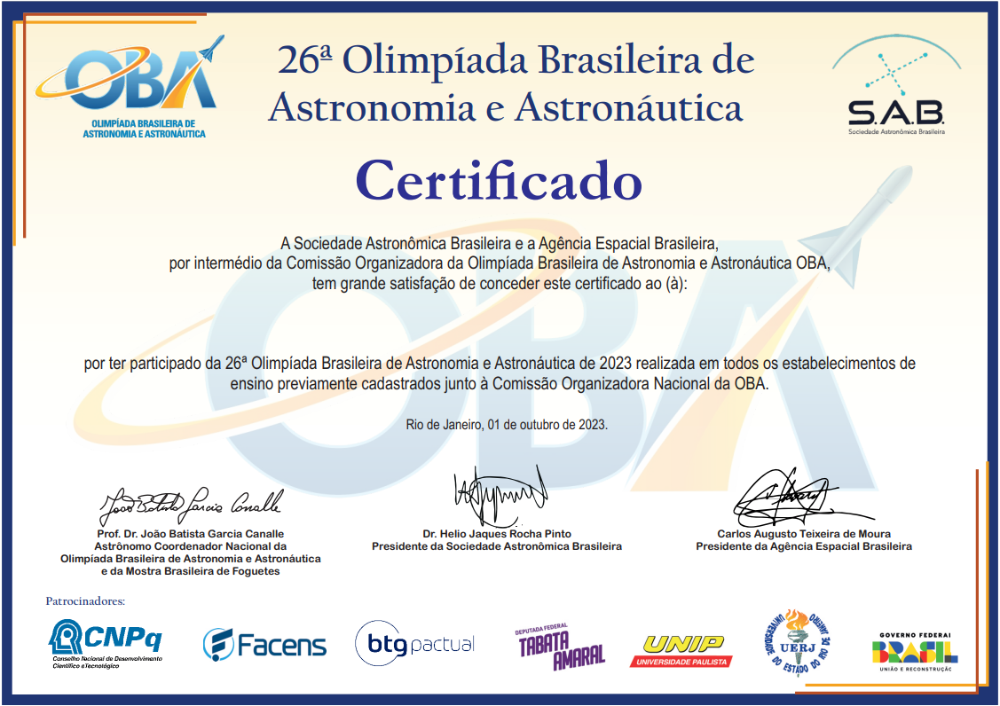 OBA
OLIMPÍADA BRASILEIRA DE
ASTRONOMIA E ASTRONÁUTICA
26ª Olimpíada Brasileira de
Astronomia e Astronáutica
S.A.B.
Sociedade Astronômica Brasileira
Certificado
OBA
A Sociedade Astronômica Brasileira e a Agência Espacial Brasileira,
por intermédio da Comissão Organizadora da Olimpíada Brasileira de Astronomia e Astronáutica OBA,
tem grande satisfação de conceder este certificado ao (à):
por ter participado da 26ª Olimpíada Brasileira de Astronomia e Astronáutica de 2023 realizada em todos os estabelecimentos de
ensino previamente cadastrados junto à Comissão Organizadora Nacional da OBA.
Rio de Janeiro, 01 de outubro de 2023.
João Batista Garcia Canalle
Prof. Dr. João Batista Garcia Canalle
Astrônomo Coordenador Nacional da
Olimpíada Brasileira de Astronomia e Astronáutica
e da Mostra Brasileira de Foguetes
Dr. Helio Jaques Rocha Pinto
Presidente da Sociedade Astronômica Brasileira
Carlos Augusto Teixeira de Moura
Presidente da Agência Espacial Brasileira
Patrocinadores:
CNPq
Conselho Nacional de Desenvolvimento
Científico eTecnológico
Facens
btgpactual
DEPUTADA FEDERAL
TABATA
AMARAL
UNIP
UNIVERSIDADE PAULISTA
UNIVERSIDADE DO ESTADO DO RIO DE JANEIRO
UERJ
GOVERNO FEDERAL
BRASIL
UNIÃO E RECONSTRUÇÃO